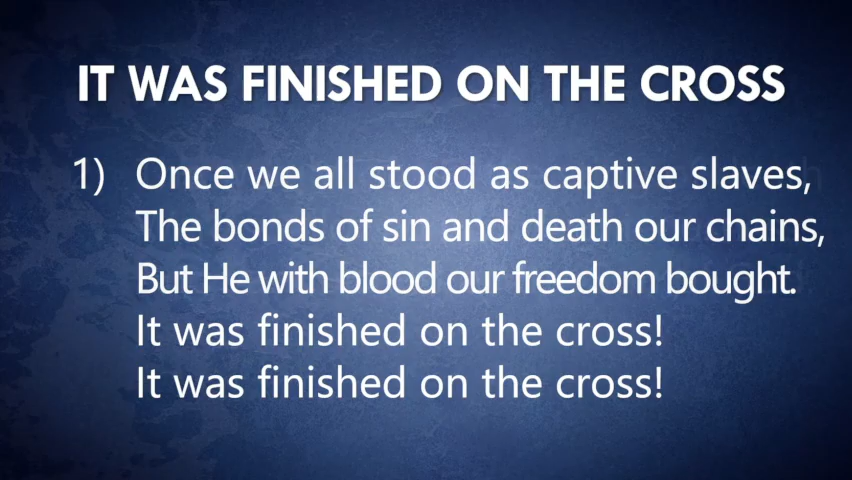 IT WAS FINISHED ON THE CROSS
1) Once we all stood as captive slaves,
The bonds of sin and death our chains,
But He with blood our freedom bought.
It was finished on the cross!
It was finished on the cross!